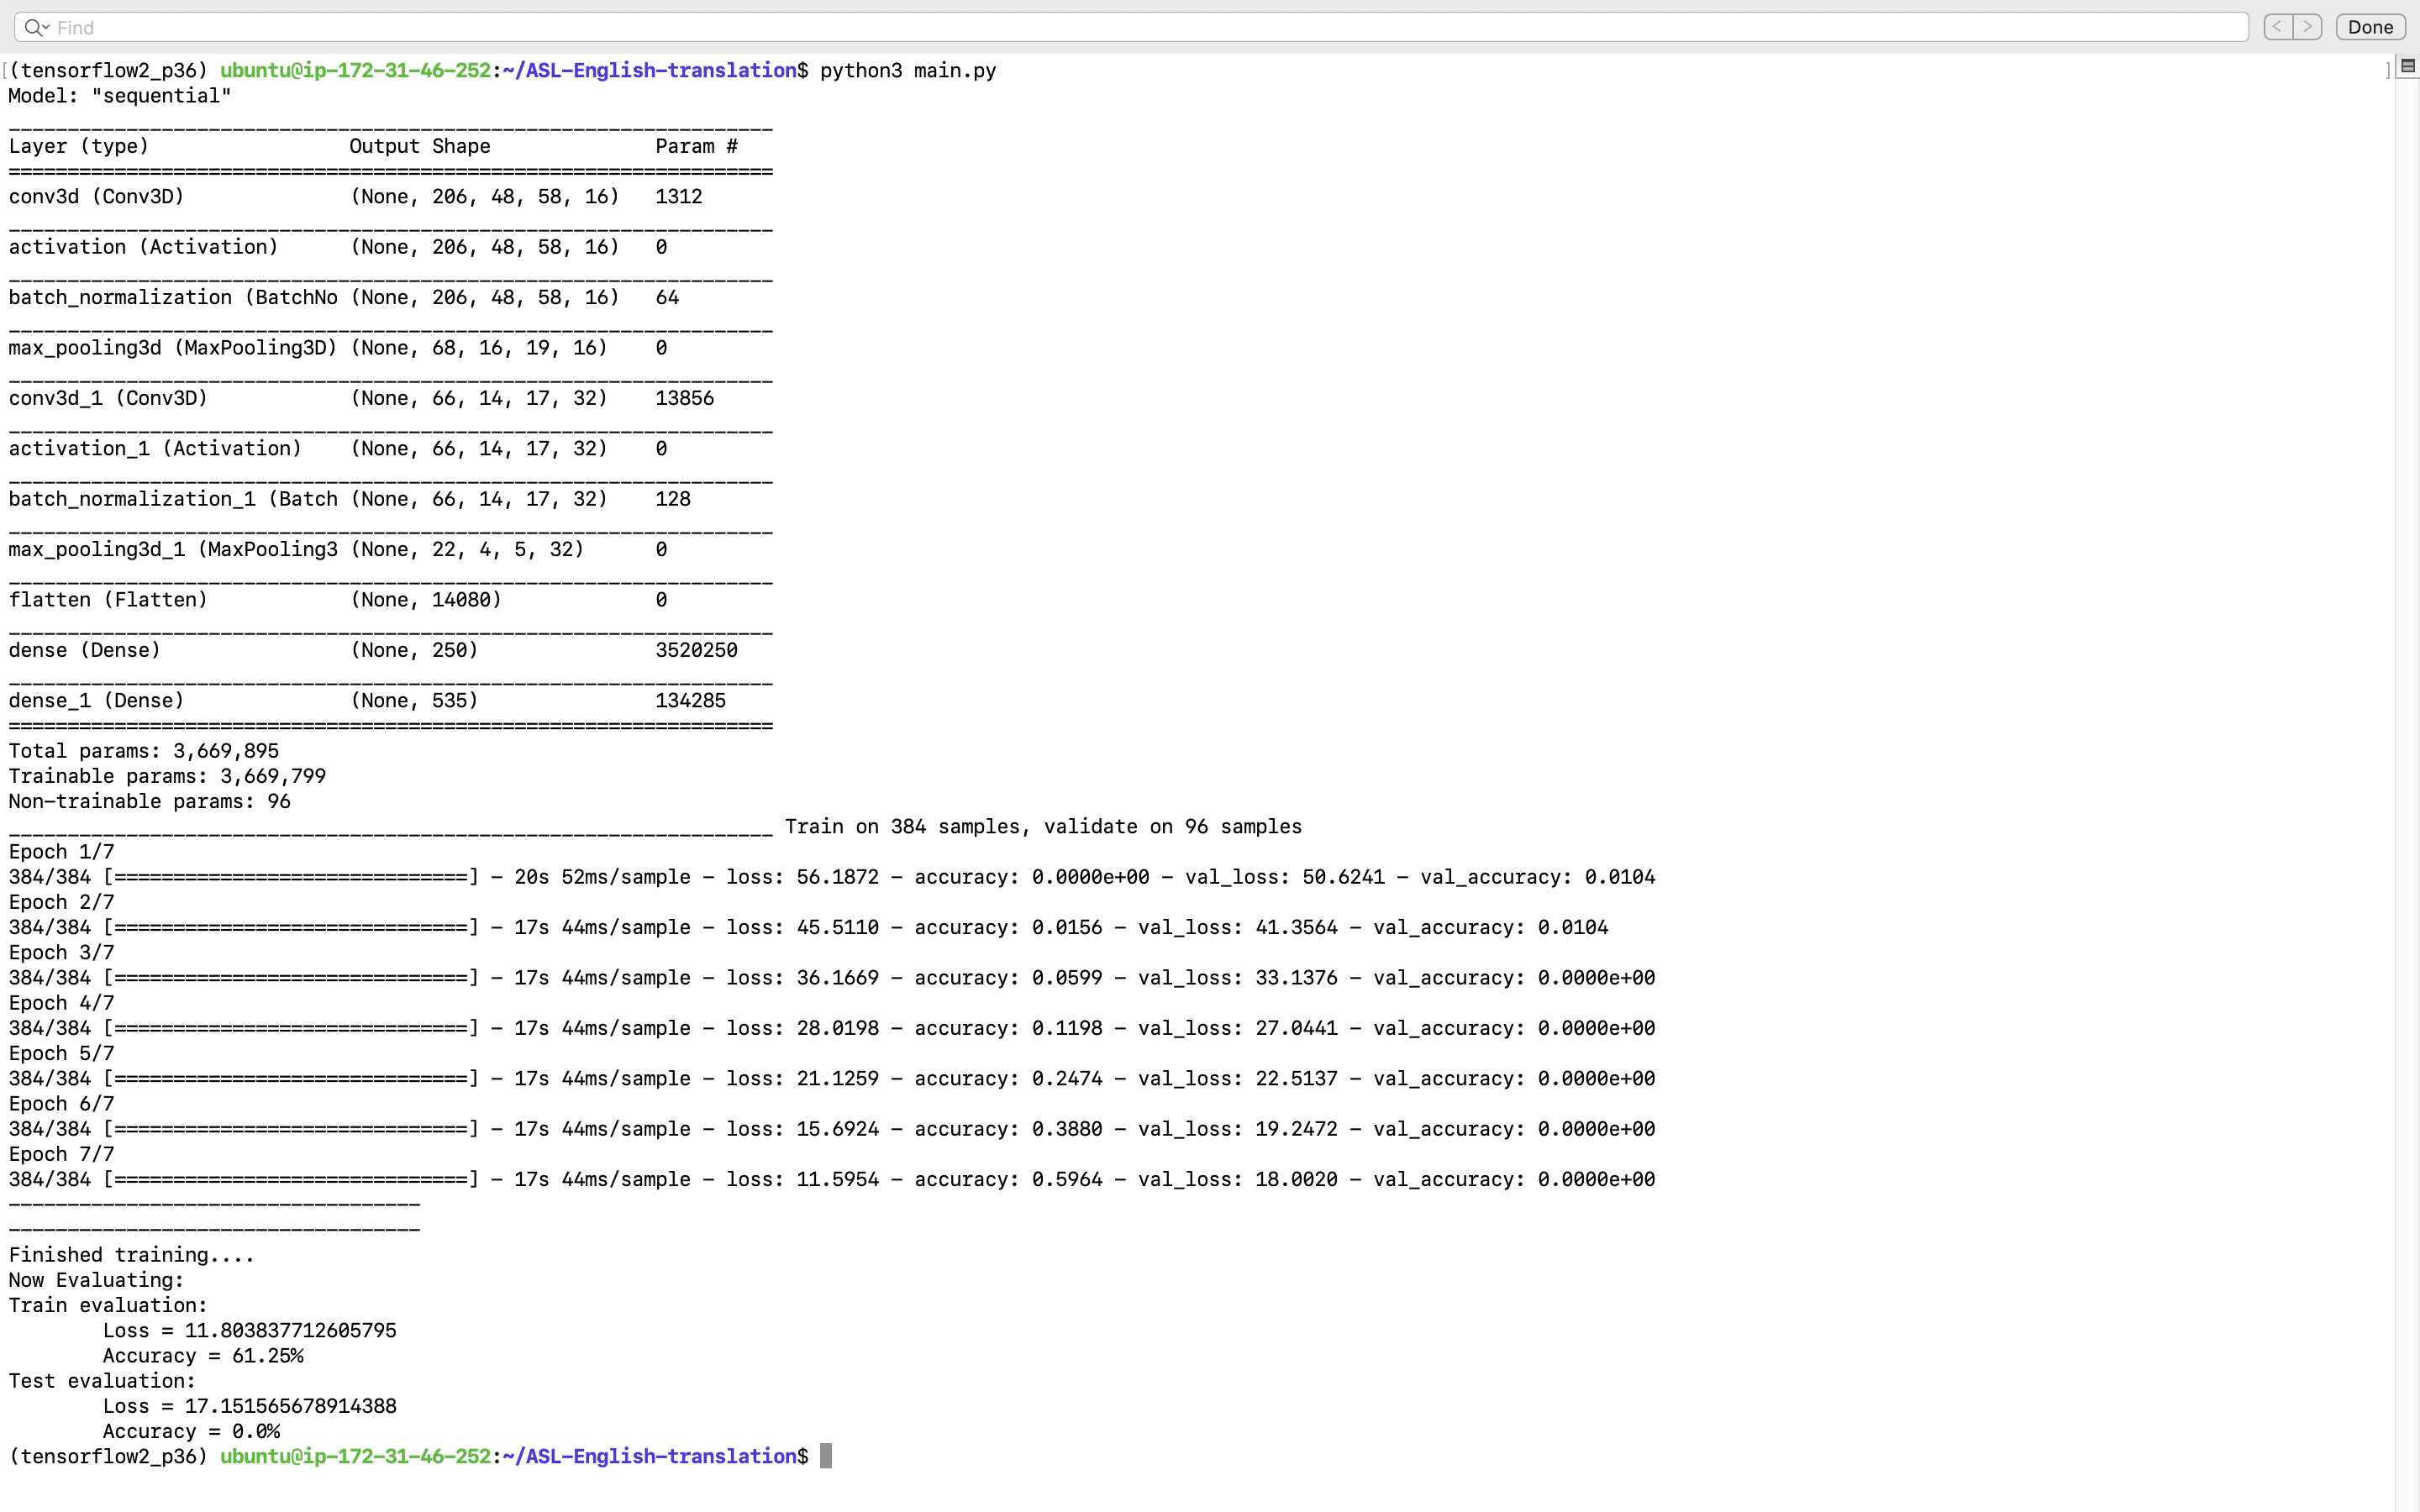 Find
< > Done
[(tensorflow2_p36) ubuntu@ip-172-31-46-252:~/ASL-English-translation$ python3 main.py ]
Model: "sequential"
_________________________________________________________________
Layer (type)                 Output Shape              Param #
=================================================================
conv3d (Conv3D)              (None, 206, 48, 58, 16)   1312
_________________________________________________________________
activation (Activation)      (None, 206, 48, 58, 16)   0
_________________________________________________________________
batch_normalization (BatchNo (None, 206, 48, 58, 16)   64
_________________________________________________________________
max_pooling3d (MaxPooling3D) (None, 68, 16, 19, 16)    0
_________________________________________________________________
conv3d_1 (Conv3D)            (None, 66, 14, 17, 32)    13856
_________________________________________________________________
activation_1 (Activation)    (None, 66, 14, 17, 32)    0
_________________________________________________________________
batch_normalization_1 (Batch (None, 66, 14, 17, 32)    128
_________________________________________________________________
max_pooling3d_1 (MaxPooling3 (None, 22, 4, 5, 32)      0
_________________________________________________________________
flatten (Flatten)            (None, 14080)             0
_________________________________________________________________
dense (Dense)                (None, 250)               3520250
_________________________________________________________________
dense_1 (Dense)              (None, 535)               134285
=================================================================
Total params: 3,669,895
Trainable params: 3,669,799
Non-trainable params: 96
_________________________________________________________________ Train on 384 samples, validate on 96 samples
Epoch 1/7
384/384 [==============================] - 20s 52ms/sample - loss: 56.1872 - accuracy: 0.0000e+00 - val_loss: 50.6241 - val_accuracy: 0.0104
Epoch 2/7
384/384 [==============================] - 17s 44ms/sample - loss: 45.5110 - accuracy: 0.0156 - val_loss: 41.3564 - val_accuracy: 0.0104
Epoch 3/7
384/384 [==============================] - 17s 44ms/sample - loss: 36.1669 - accuracy: 0.0599 - val_loss: 33.1376 - val_accuracy: 0.0000e+00
Epoch 4/7
384/384 [==============================] - 17s 44ms/sample - loss: 28.0198 - accuracy: 0.1198 - val_loss: 27.0441 - val_accuracy: 0.0000e+00
Epoch 5/7
384/384 [==============================] - 17s 44ms/sample - loss: 21.1259 - accuracy: 0.2474 - val_loss: 22.5137 - val_accuracy: 0.0000e+00
Epoch 6/7
384/384 [==============================] - 17s 44ms/sample - loss: 15.6924 - accuracy: 0.3880 - val_loss: 19.2472 - val_accuracy: 0.0000e+00
Epoch 7/7
384/384 [==============================] - 17s 44ms/sample - loss: 11.5954 - accuracy: 0.5964 - val_loss: 18.0020 - val_accuracy: 0.0000e+00
-----------------------------------
-----------------------------------
Finished training....
Now Evaluating:
Train evaluation:
        Loss = 11.803837712605795
        Accuracy = 61.25%
Test evaluation:
        Loss = 17.151565678914388
        Accuracy = 0.0%
(tensorflow2_p36) ubuntu@ip-172-31-46-252:~/ASL-English-translation$